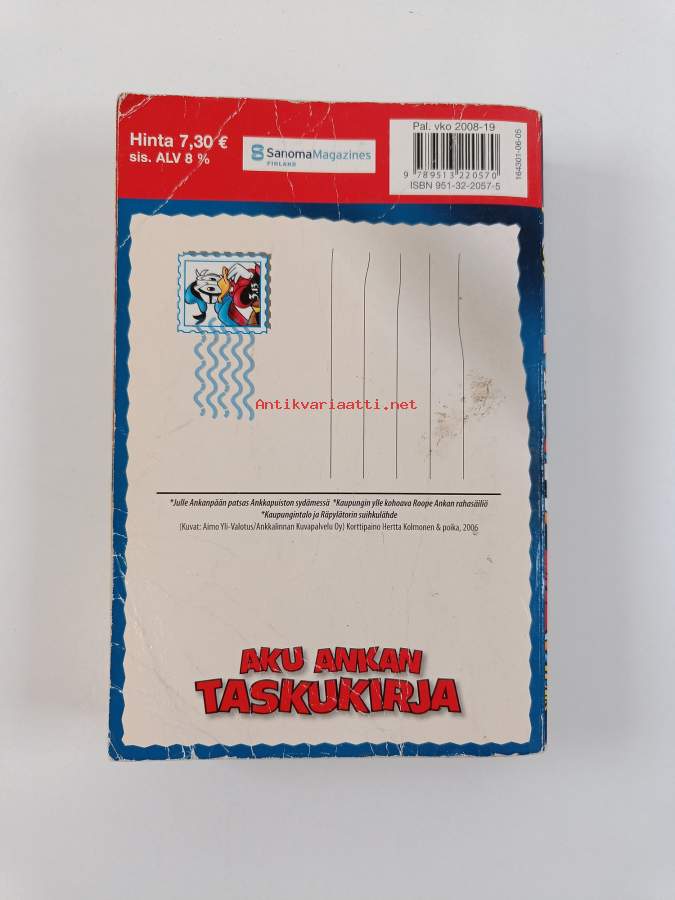 Hinta 7,30 €
sis. ALV 8 %
SanomaMagazines
FINLAND
Pal. vko 2008-19
9 789513 220570
ISBN 951-32-2057-5
164301-06-05
3.13
Antikvariaatti.net
*Julle Ankanpään patsas Ankkapuiston sydämessä *Kaupungin ylle kohoava Roope Ankan rahasäiliö
*Kaupungintalo ja Räpylätorin suihkulähde
(Kuvat: Aimo Yli-Valotus/Ankkalinnan Kuvapalvelu Oy) Korttipaino Hertta Kolmonen & poika, 2006
AKU ANKAN
TASKUKIRJA